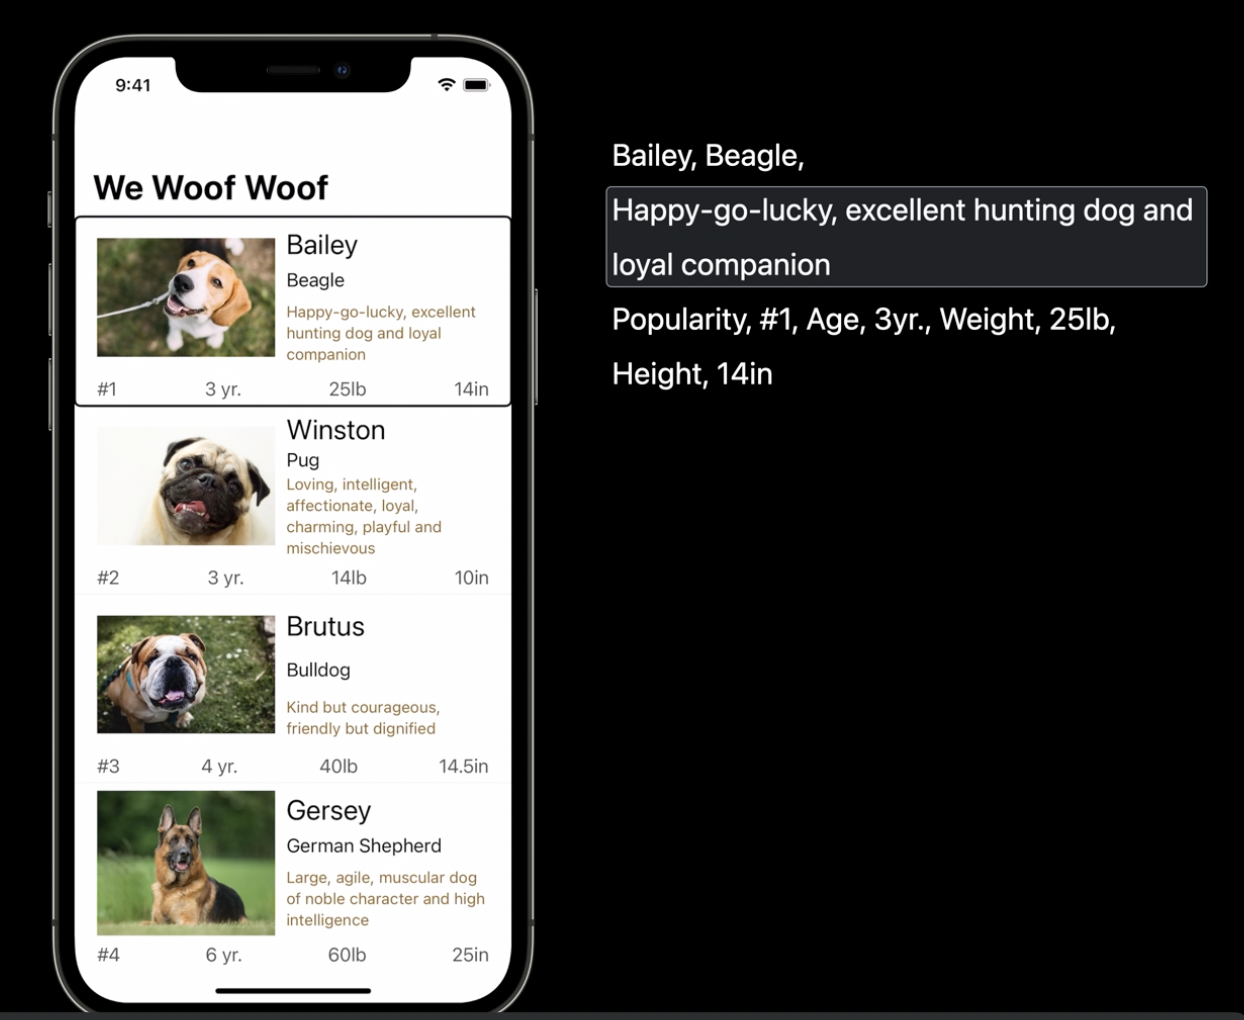 9:41
We Woof Woof
Bailey
Beagle
Happy-go-lucky, excellent
hunting dog and loyal
companion
#1 3 yr. 25lb 14in
Winston
Pug
Loving, intelligent,
affectionate, loyal,
charming, playful and
mischievous
#2 3 yr. 14lb 10in
Brutus
Bulldog
Kind but courageous,
friendly but dignified
#3 4 yr. 40lb 14.5in
Gersey
German Shepherd
Large, agile, muscular dog
of noble character and high
intelligence
#4 6 yr. 60lb 25in
Bailey, Beagle,
Happy-go-lucky, excellent hunting dog and
loyal companion
Popularity, #1, Age, 3yr., Weight, 25lb,
Height, 14in